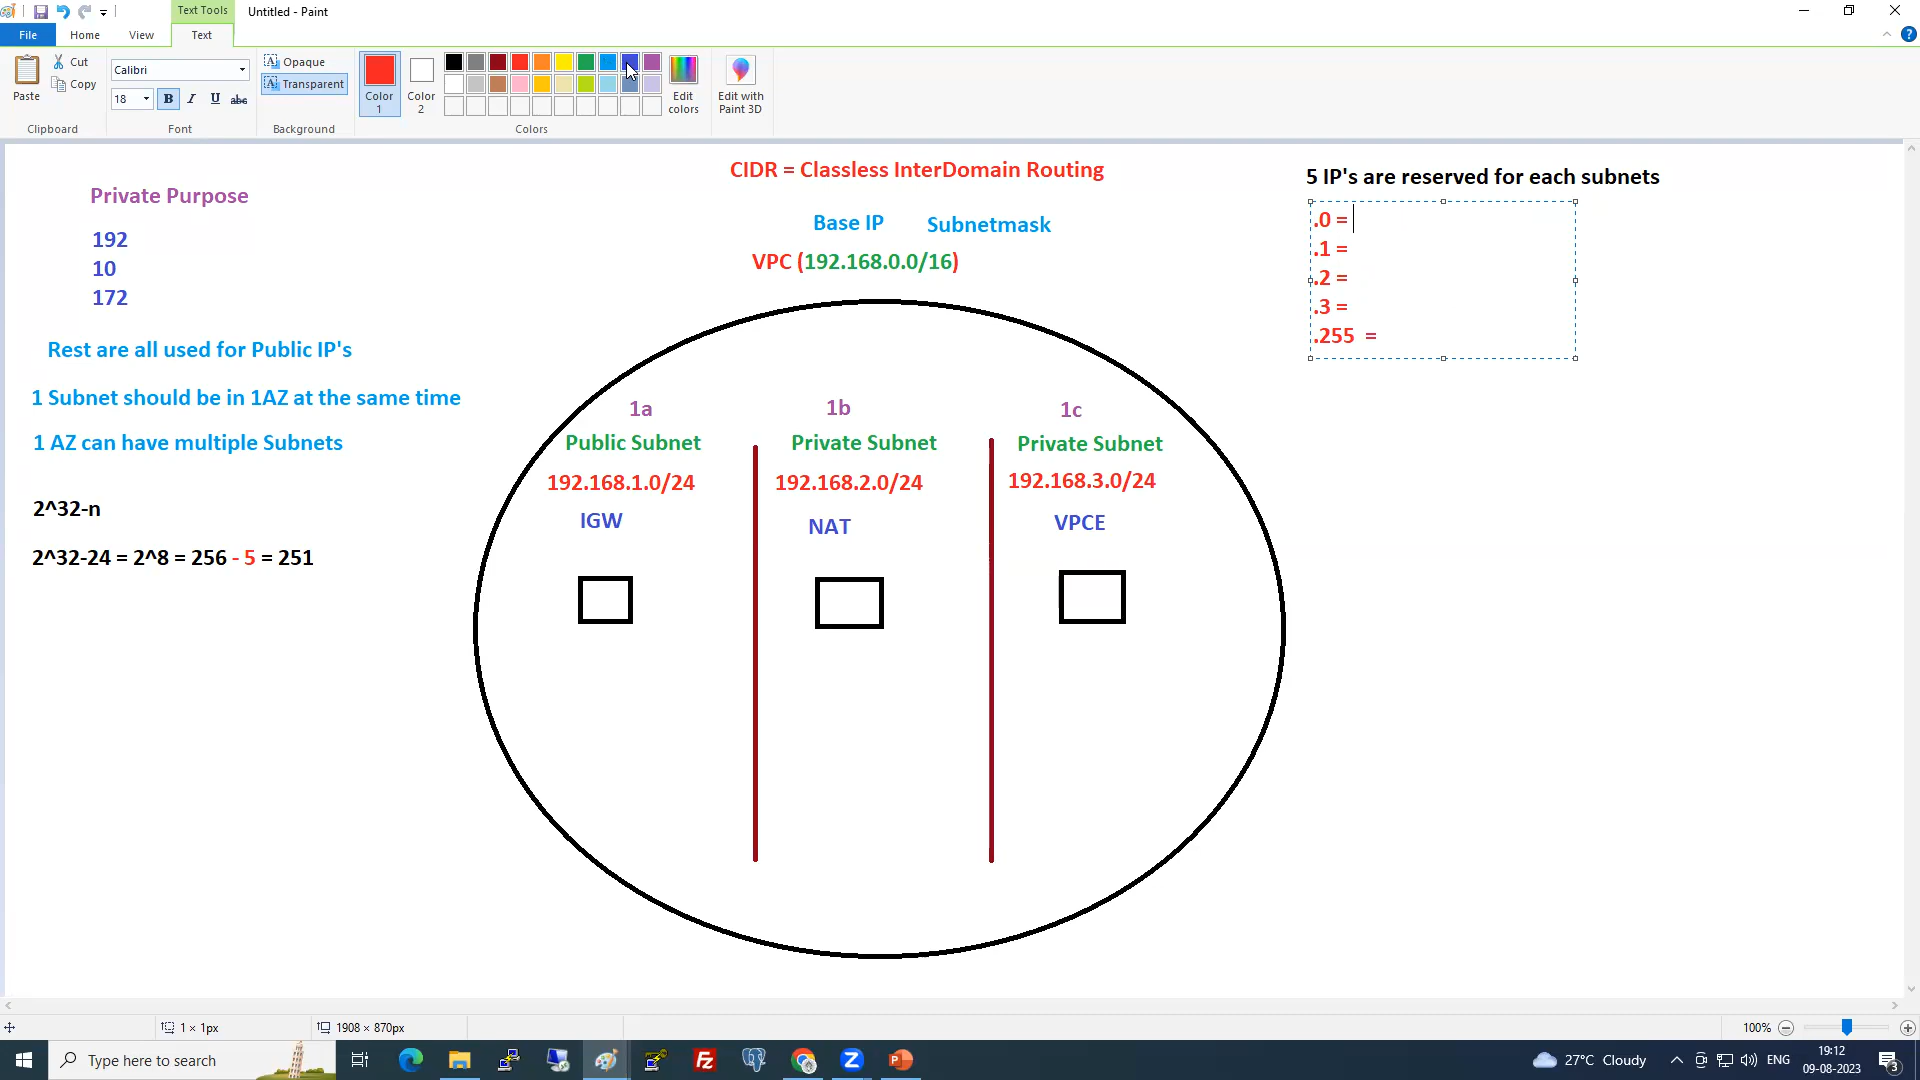 Text Tools
Untitled - Paint
File
Home
View
Text
Paste
Cut
Copy
Clipboard
Calibri
18
B
I
U
abc
Font
Opaque
Transparent
Background
Color 1
Color 2
Edit colors
Edit with Paint 3D
Colors
Private Purpose
192
10
172
Rest are all used for Public IP's
1 Subnet should be in 1AZ at the same time
1 AZ can have multiple Subnets
2^32-n
2^32-24 = 2^8 = 256 - 5 = 251
CIDR = Classless InterDomain Routing
Base IP
Subnetmask
VPC (192.168.0.0/16)
1a
Public Subnet
192.168.1.0/24
IGW
1b
Private Subnet
192.168.2.0/24
NAT
1c
Private Subnet
192.168.3.0/24
VPCE
5 IP's are reserved for each subnets
.0 =
.1 =
.2 =
.3 =
.255 =
1 × 1px
1908 × 870px
100%
Type here to search
27°C Cloudy
ENG
19:12
09-08-2023
3